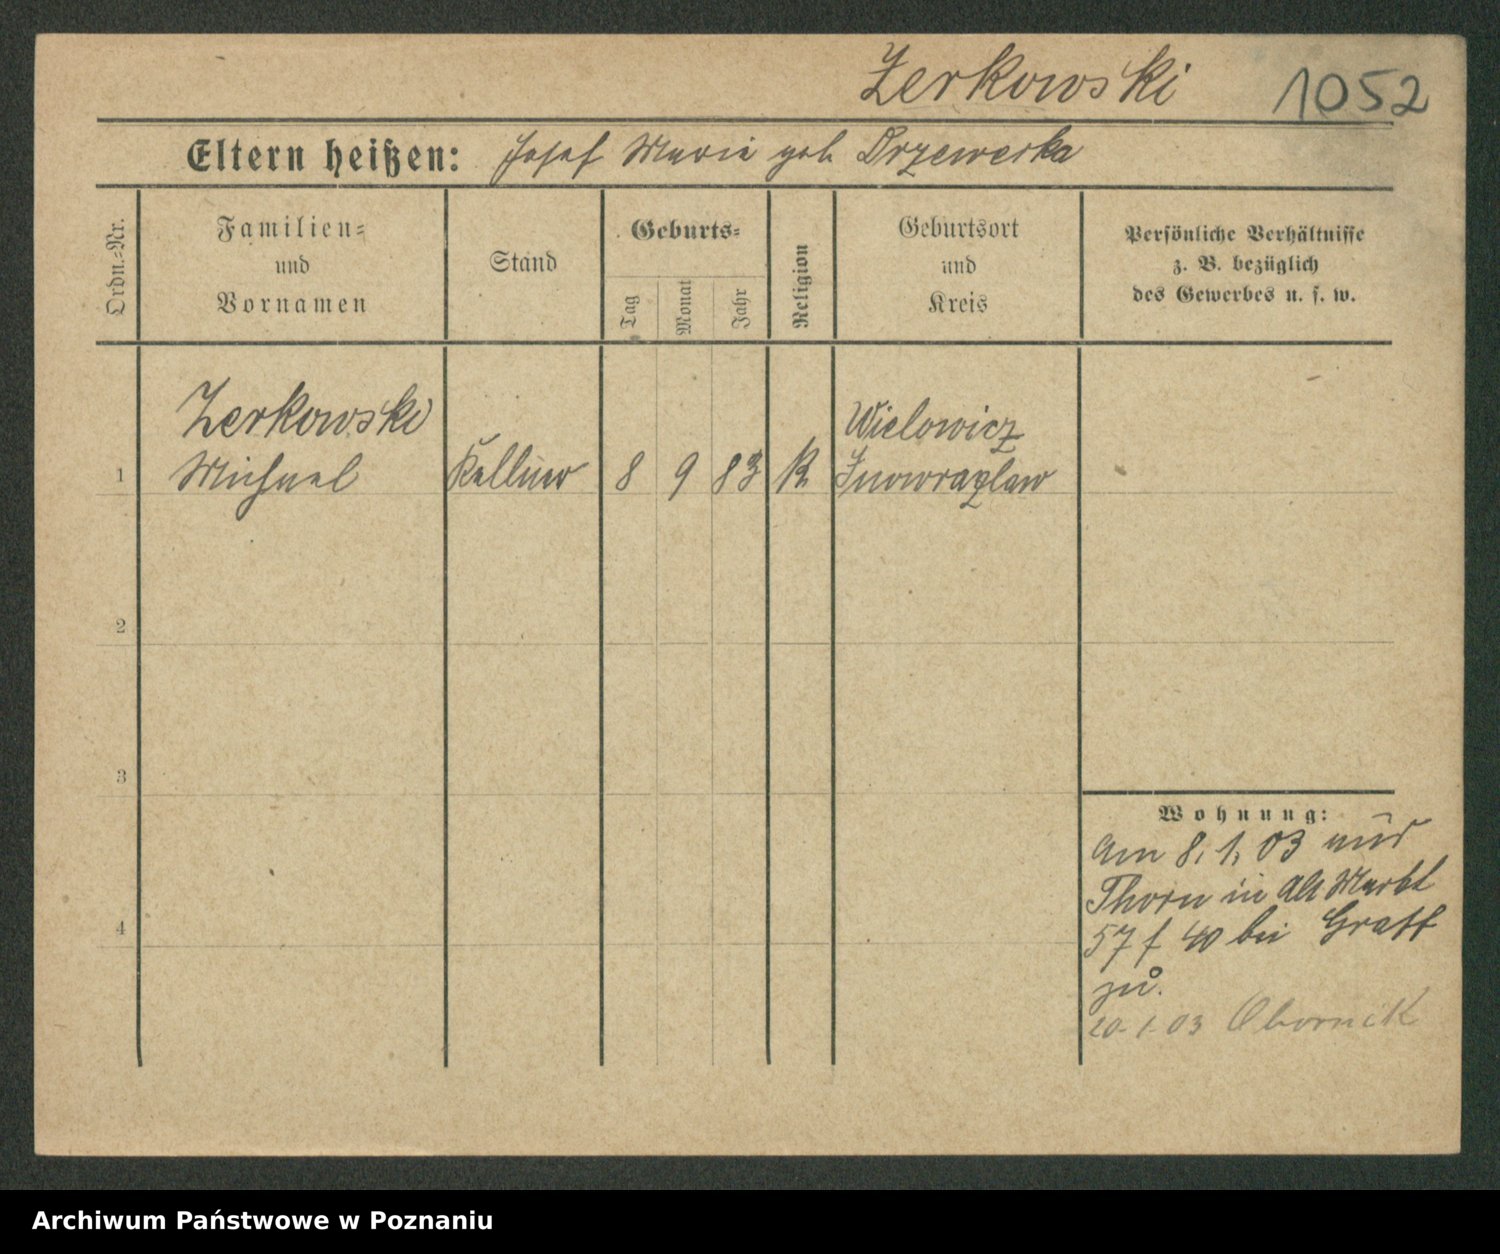 Zerkowski
1052
Eltern heißen: Josef Marie geb. Drzewerka
Ordn.-Nr.
Familien-
und
Vornamen
Stand
Geburts-
Tag
Monat
Jahr
Religion
Geburtsort
und
Kreis
Persönliche Verhältnisse
z. B. bezüglich
des Gewerbes u. s. w.
Zerkowski
Wielowicz
1 Michael Kellner 8 9 83 K Inowrazlaw
2
3
4
Wohnung:
am 8. 1. 03
Thorn in Alt Markt
57 f 40 bei Graff
zu.
20. 1. 03 Obornik
Archiwum Państwowe w Poznaniu